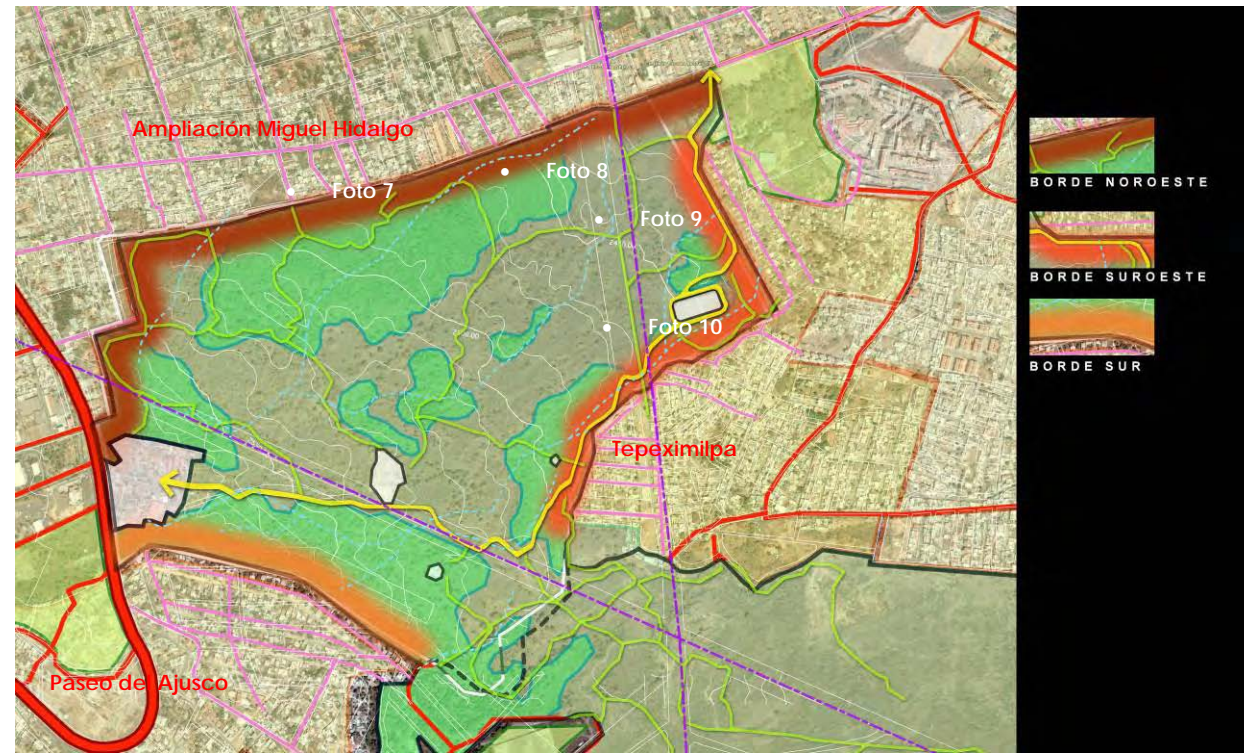 Ampliación Miguel Hidalgo
Foto 7
Foto 8
Foto 9
Foto 10
Tepeximilpa
Paseo del Ajusco
BORDE NOROESTE
BORDE SUROESTE
BORDE SUR